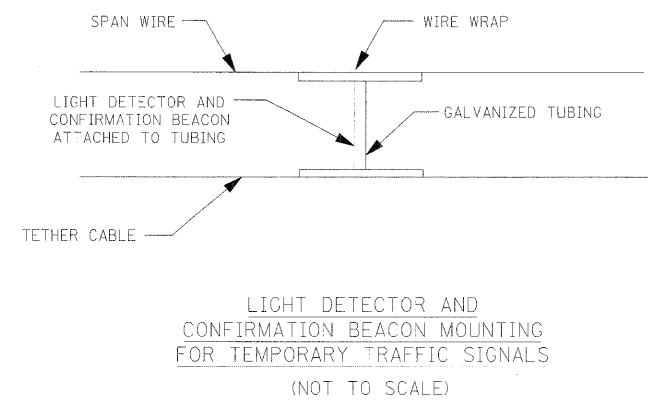 SPAN WIRE
WIRE WRAP
LIGHT DETECTOR AND
CONFIRMATION BEACON
ATTACHED TO TUBING
GALVANIZED TUBING
TETHER CABLE
LIGHT DETECTOR AND
CONFIRMATION BEACON MOUNTING
FOR TEMPORARY TRAFFIC SIGNALS
(NOT TO SCALE)